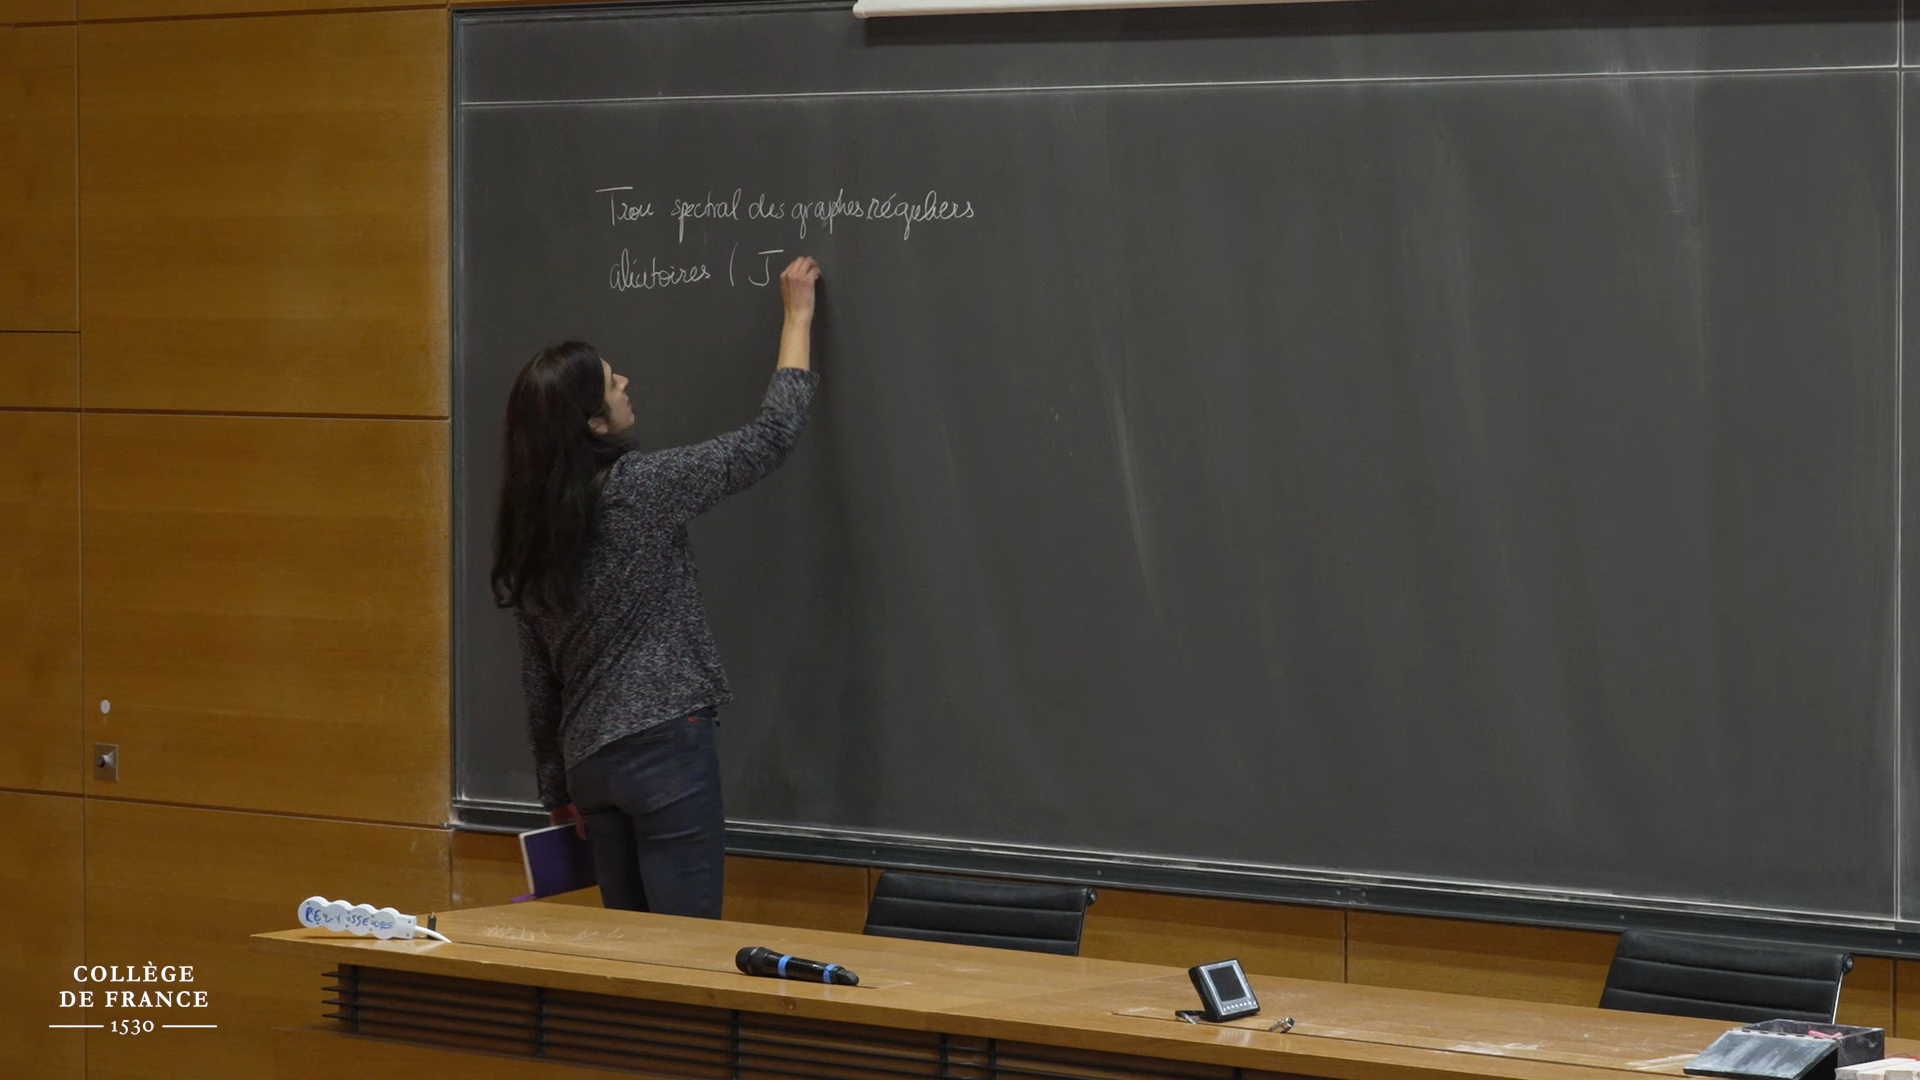 Trou spectral des graphes réguliers
aléatoires ( J
COLLÈGE
DE FRANCE
1530